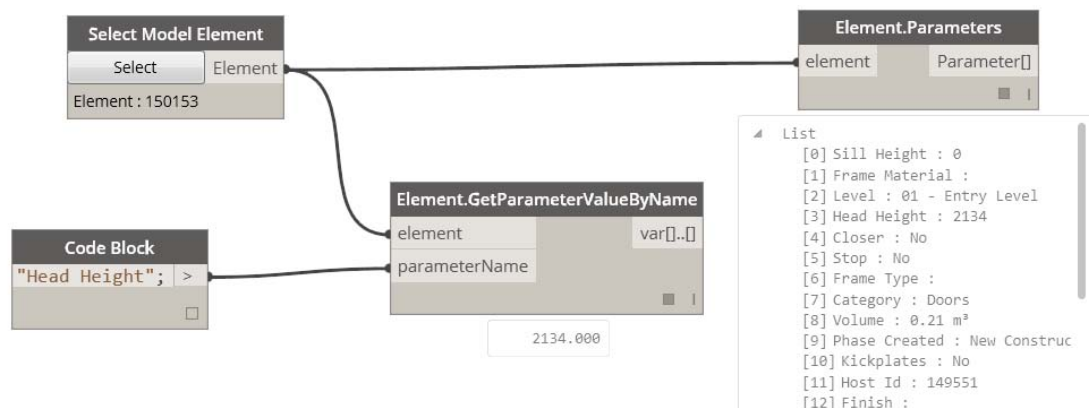 Select Model Element
Select
Element
Element : 150153
Element.Parameters
element
Parameter[]
Code Block
"Head Height";
>
Element.GetParameterValueByName
element
var[]..[]
parameterName
2134.000
List
[0] Sill Height : 0
[1] Frame Material :
[2] Level : 01 - Entry Level
[3] Head Height : 2134
[4] Closer : No
[5] Stop : No
[6] Frame Type :
[7] Category : Doors
[8] Volume : 0.21 m³
[9] Phase Created : New Construc
[10] Kickplates : No
[11] Host Id : 149551
[12] Finish :